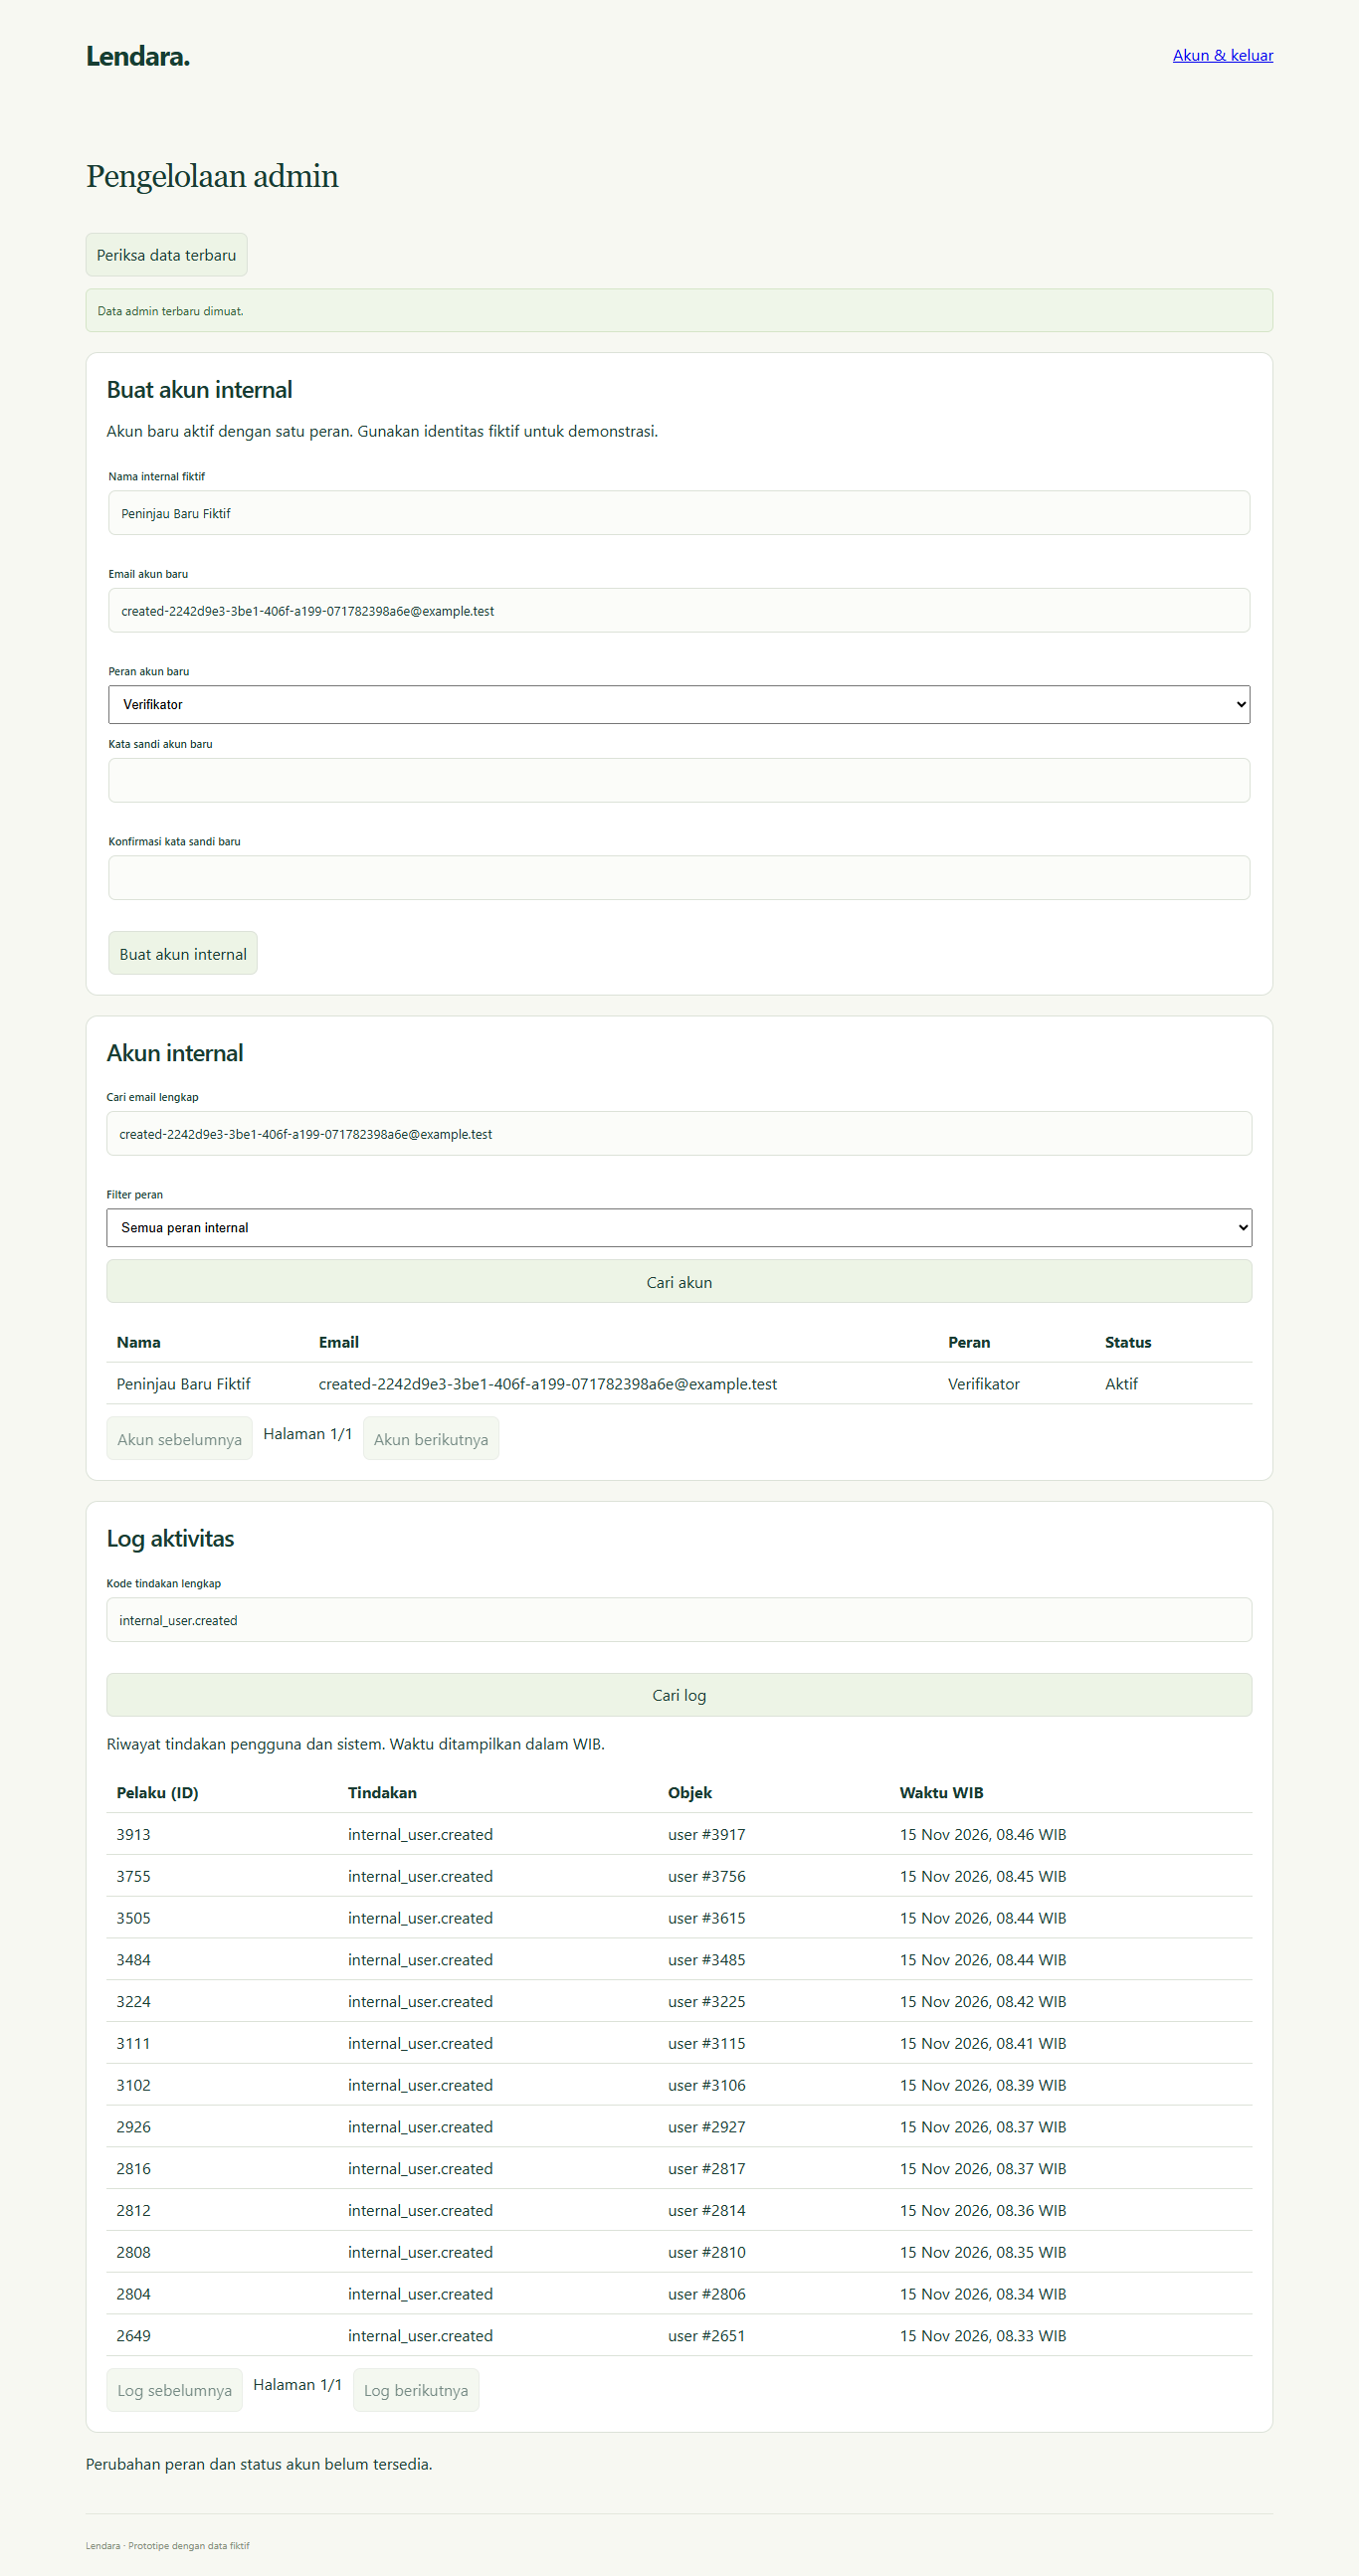 Lendara.
Akun & keluar
Pengelolaan admin
Periksa data terbaru
Data admin terbaru dimuat.
Buat akun internal
Akun baru aktif dengan satu peran. Gunakan identitas fiktif untuk demonstrasi.
Nama internal fiktif
Peninjau Baru Fiktif
Email akun baru
created-2242d9e3-3be1-406f-a199-071782398a6e@example.test
Peran akun baru
Verifikator
Kata sandi akun baru
Konfirmasi kata sandi baru
Buat akun internal
Akun internal
Cari email lengkap
created-2242d9e3-3be1-406f-a199-071782398a6e@example.test
Filter peran
Semua peran internal
Cari akun
Nama Email Peran Status
Peninjau Baru Fiktif created-2242d9e3-3be1-406f-a199-071782398a6e@example.test Verifikator Aktif
Akun sebelumnya Halaman 1/1 Akun berikutnya
Log aktivitas
Kode tindakan lengkap
internal_user.created
Cari log
Riwayat tindakan pengguna dan sistem. Waktu ditampilkan dalam WIB.
Pelaku (ID) Tindakan Objek Waktu WIB
3913 internal_user.created user #3917 15 Nov 2026, 08.46 WIB
3755 internal_user.created user #3756 15 Nov 2026, 08.45 WIB
3505 internal_user.created user #3615 15 Nov 2026, 08.44 WIB
3484 internal_user.created user #3485 15 Nov 2026, 08.44 WIB
3224 internal_user.created user #3225 15 Nov 2026, 08.42 WIB
3111 internal_user.created user #3115 15 Nov 2026, 08.41 WIB
3102 internal_user.created user #3106 15 Nov 2026, 08.39 WIB
2926 internal_user.created user #2927 15 Nov 2026, 08.37 WIB
2816 internal_user.created user #2817 15 Nov 2026, 08.37 WIB
2812 internal_user.created user #2814 15 Nov 2026, 08.36 WIB
2808 internal_user.created user #2810 15 Nov 2026, 08.35 WIB
2804 internal_user.created user #2806 15 Nov 2026, 08.34 WIB
2649 internal_user.created user #2651 15 Nov 2026, 08.33 WIB
Log sebelumnya Halaman 1/1 Log berikutnya
Perubahan peran dan status akun belum tersedia.
Lendara · Prototipe dengan data fiktif